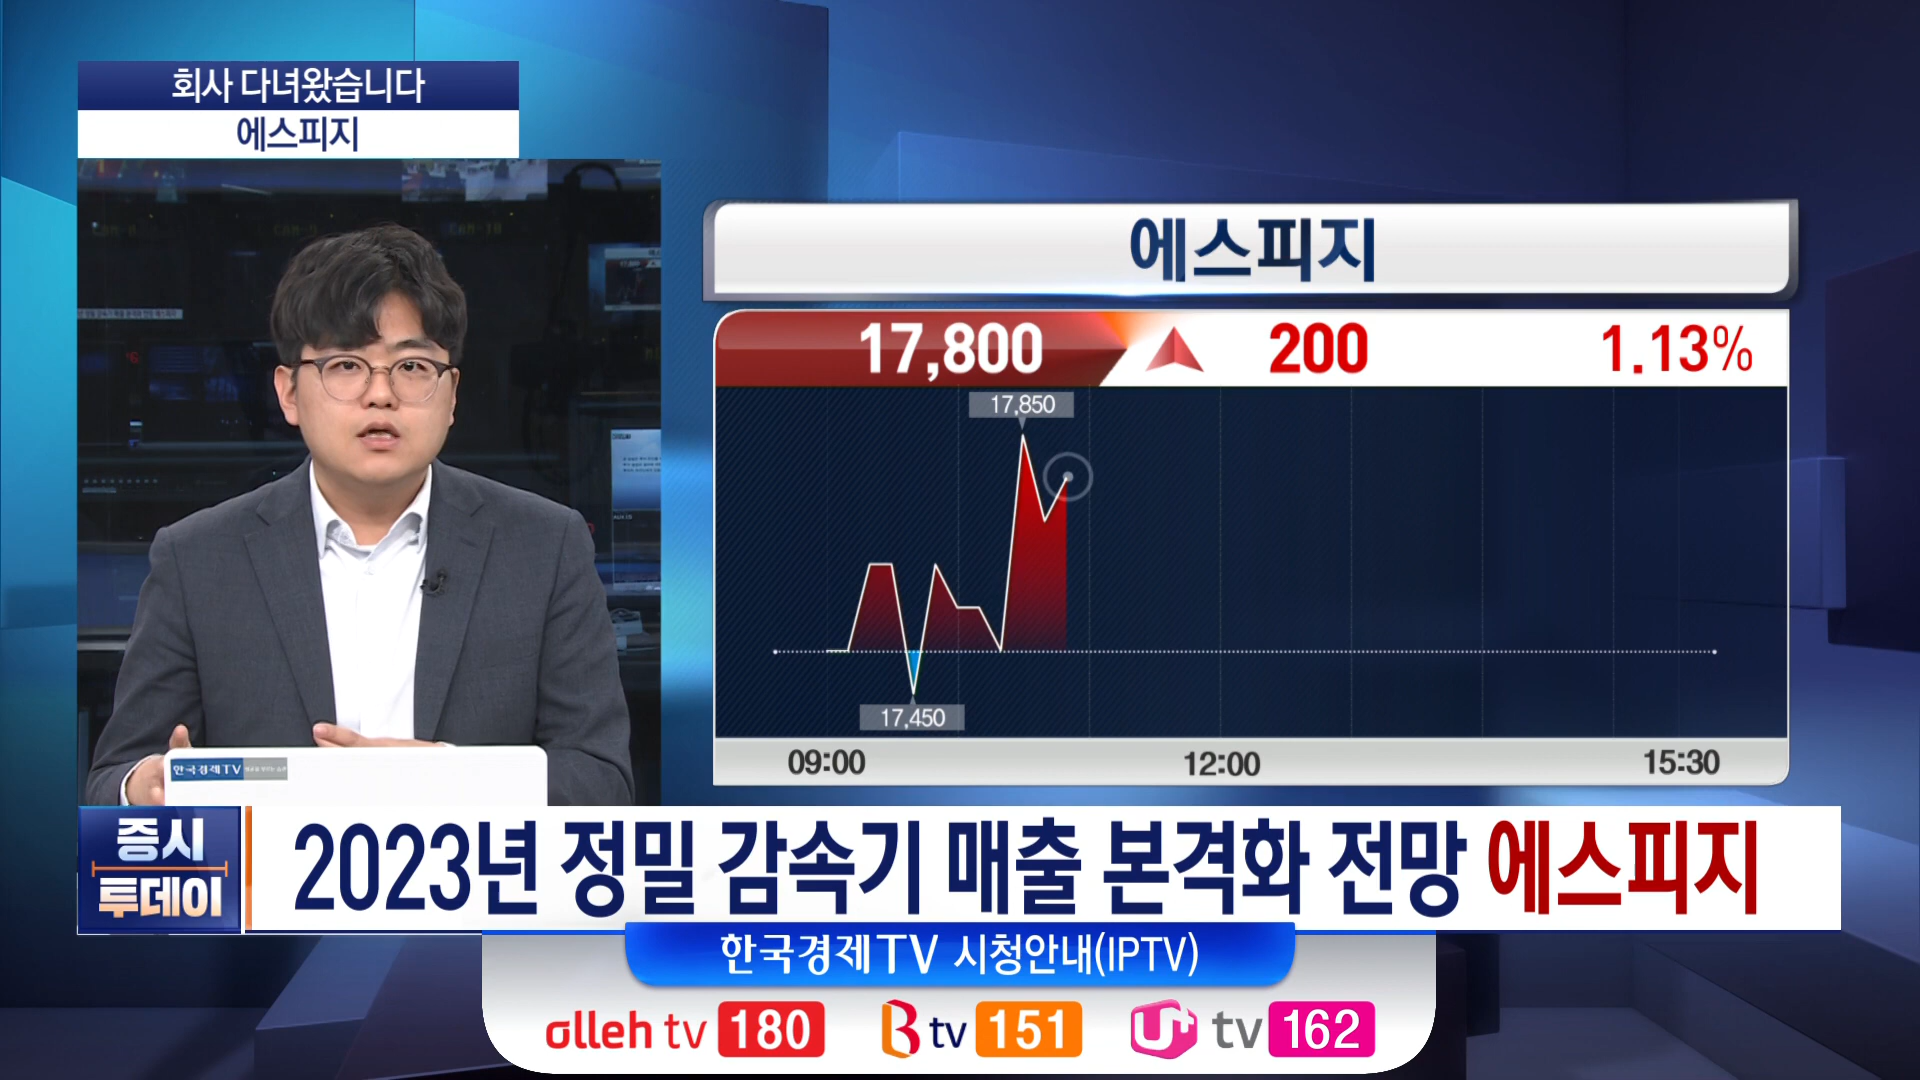 회사 다녀왔습니다
에스피지
에스피지
17,800 200 1.13%
17,850
17,450
09:00 12:00 15:30
한국경제TV
증시
투데이
2023년 정밀 감속기 매출 본격화 전망 에스피지
한국경제TV 시청안내(IPTV)
olleh tv 180 B tv 151 U+ tv 162